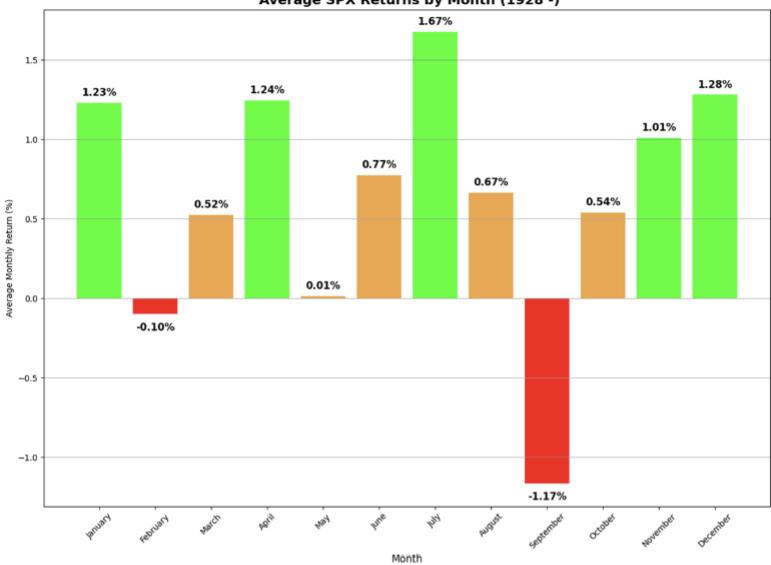 Average SPX Returns by Month (1928 -)
1.67%
1.28%
1.24%
1.23%
1.01%
0.77%
0.67%
0.54%
0.52%
0.01%
-0.10%
-1.17%
1.5
1.0
0.5
0.0
−0.5
−1.0
Average Monthly Return (%)
January
February
March
April
May
June
July
August
September
October
November
December
Month